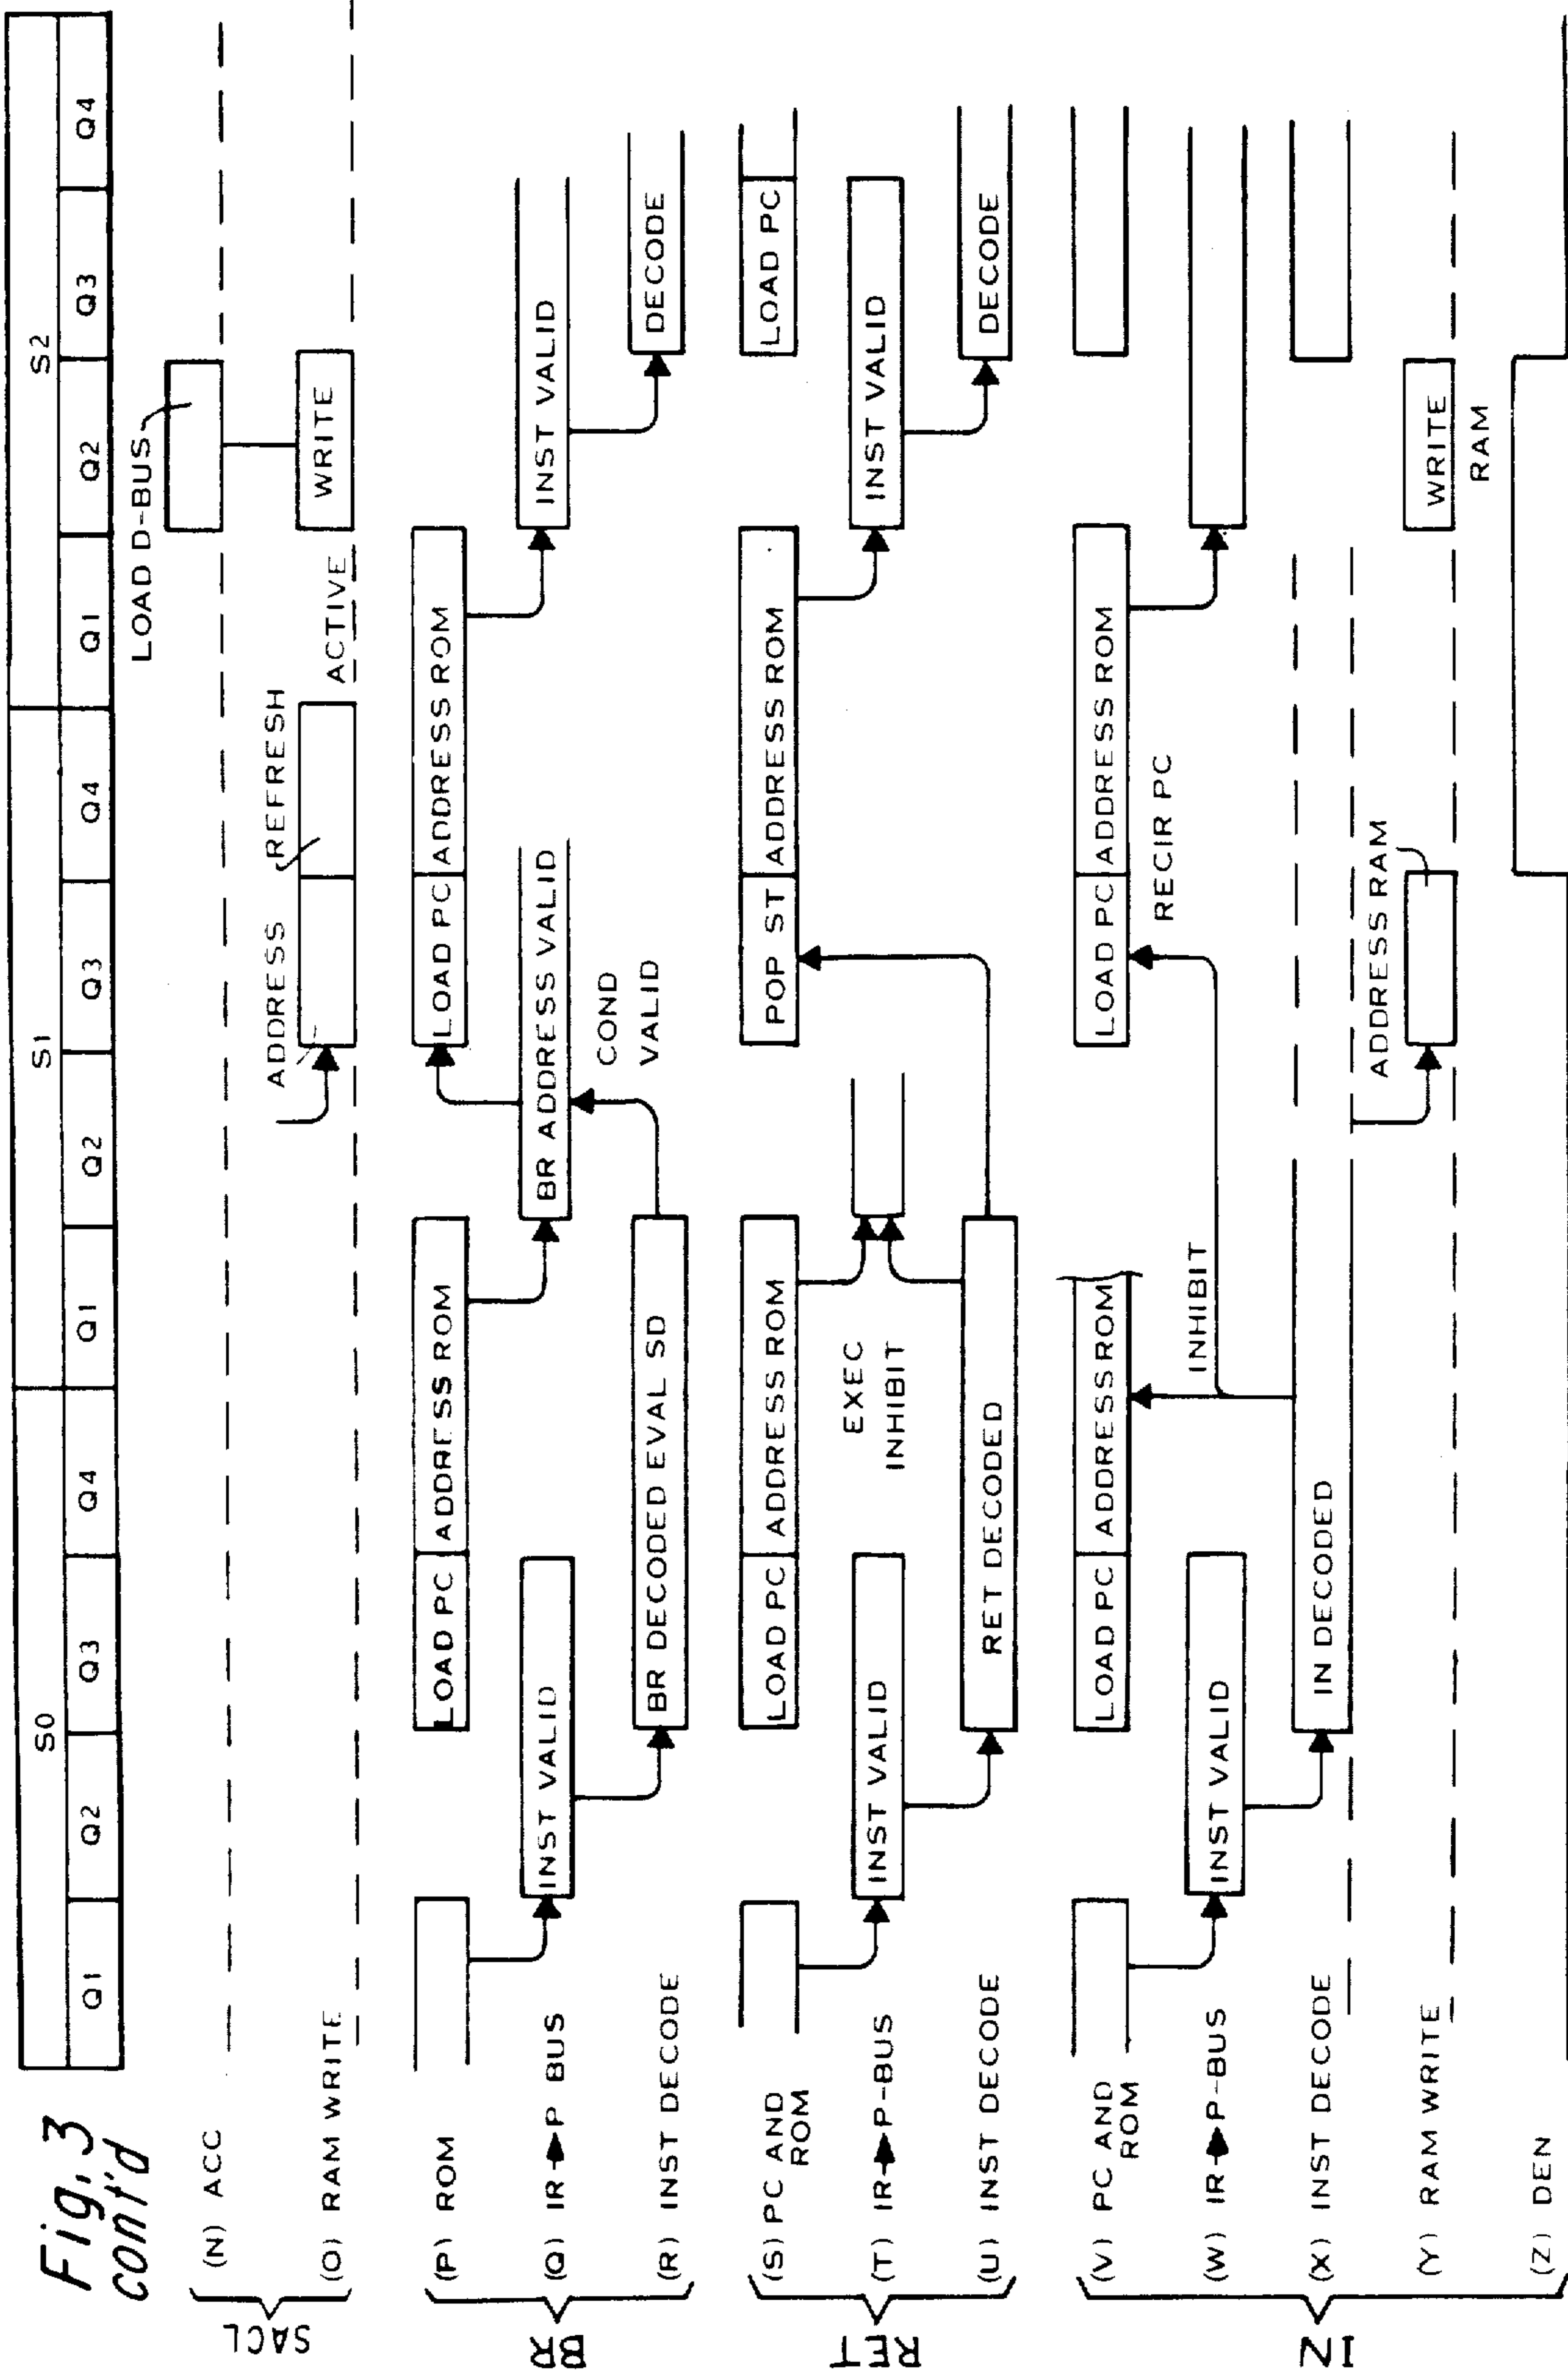 Fig. 3
cont'd
S0 S1 S2
Q1 Q2 Q3 Q4 Q1 Q2 Q3 Q4 Q1 Q2 Q3 Q4
LOAD D-BUS
SACL
(N) ACC
ADDRESS REFRESH
(O) RAM WRITE
ACTIVE WRITE
BR
(P) ROM
LOAD PC ADDRESS ROM LOAD PC ADDRESS ROM
(Q) IR→P BUS
INST VALID BR ADDRESS VALID INST VALID
COND
VALID
(R) INST DECODE
BR DECODED EVAL SD DECODE
RET
(S) PC AND
ROM
LOAD PC ADDRESS ROM POP ST ADDRESS ROM LOAD PC
EXEC
INHIBIT
(T) IR→P-BUS
INST VALID INST VALID
(U) INST DECODE
RET DECODED DECODE
IN
(V) PC AND
ROM
LOAD PC ADDRESS ROM LOAD PC ADDRESS ROM
RECIR PC
INHIBIT
(W) IR→P-BUS
INST VALID
(X) INST DECODE
IN DECODED
ADDRESS RAM
(Y) RAM WRITE
WRITE
RAM
(Z) DEN